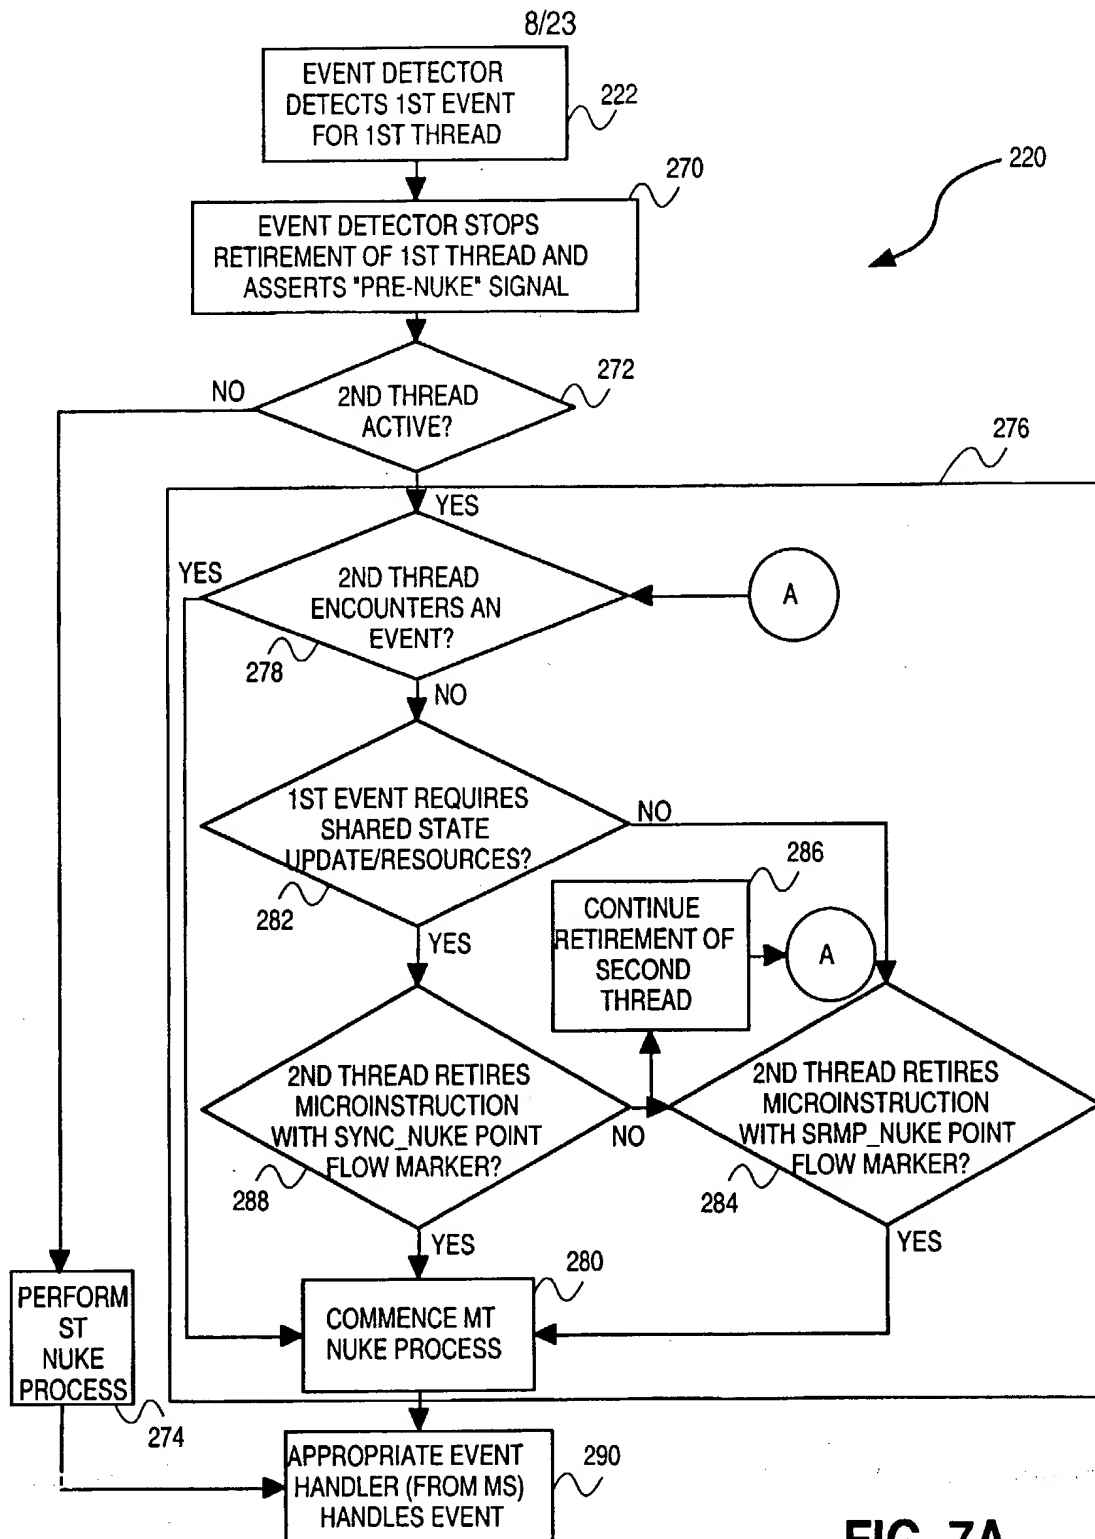 8/23
EVENT DETECTOR
DETECTS 1ST EVENT
FOR 1ST THREAD
222
220
270
EVENT DETECTOR STOPS
RETIREMENT OF 1ST THREAD AND
ASSERTS "PRE-NUKE" SIGNAL
272
NO
2ND THREAD
ACTIVE?
276
YES
YES
2ND THREAD
ENCOUNTERS AN
EVENT?
A
278
NO
1ST EVENT REQUIRES
SHARED STATE
UPDATE/RESOURCES?
NO
282
286
CONTINUE
RETIREMENT OF
SECOND
THREAD
A
YES
2ND THREAD RETIRES
MICROINSTRUCTION
WITH SYNC_NUKE POINT
FLOW MARKER?
NO
288
2ND THREAD RETIRES
MICROINSTRUCTION
WITH SRMP_NUKE POINT
FLOW MARKER?
284
YES
YES
280
COMMENCE MT
NUKE PROCESS
PERFORM
ST
NUKE
PROCESS
274
APPROPRIATE EVENT
HANDLER (FROM MS)
HANDLES EVENT
290
FIG. 7A